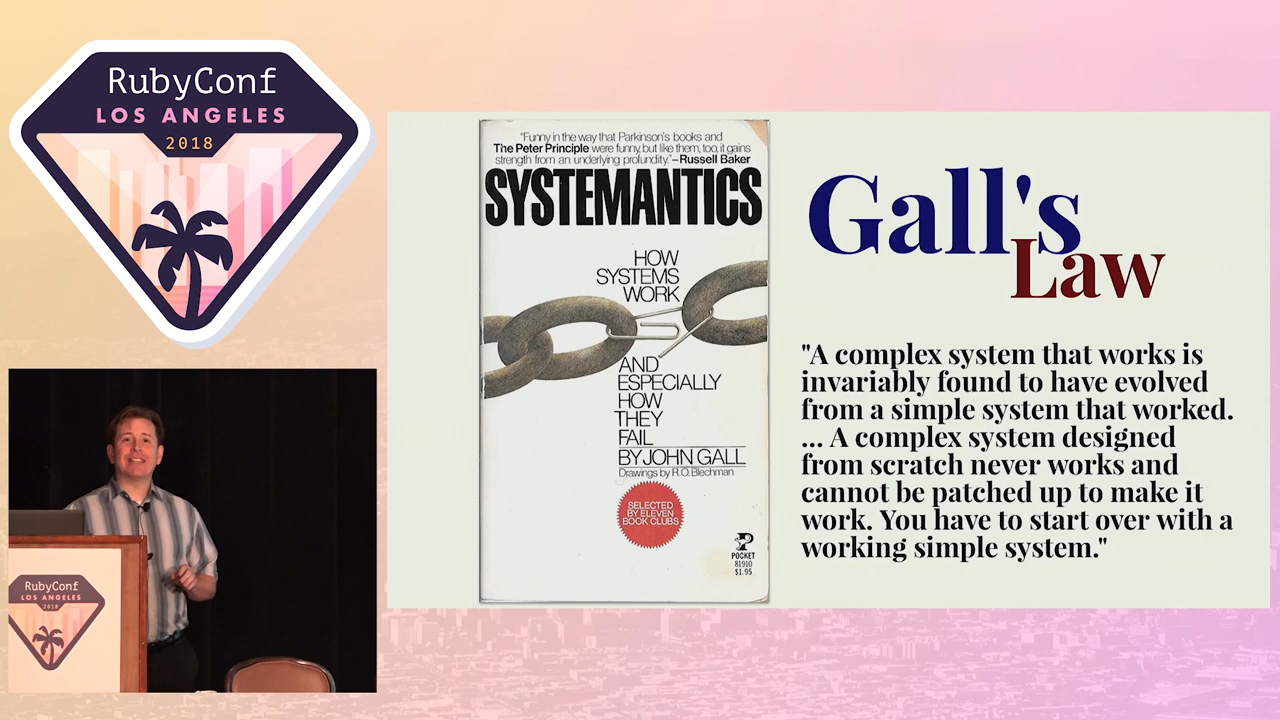 RubyConf
LOS ANGELES
2018
"Funny in the way that Parkinson's books and
The Peter Principle were funny, but like them, too, it gains
strength from an underlying profundity."–Russell Baker
SYSTEMANTICS
HOW
SYSTEMS
WORK
AND
ESPECIALLY
HOW
THEY
FAIL
BY JOHN GALL
Drawings by R.O. Blechman
SELECTED
BY ELEVEN
BOOK CLUBS
POCKET
81910
$1.95
Gall's
Law
"A complex system that works is
invariably found to have evolved
from a simple system that worked.
... A complex system designed
from scratch never works and
cannot be patched up to make it
work. You have to start over with a
working simple system."
RubyConf
LOS ANGELES
2018